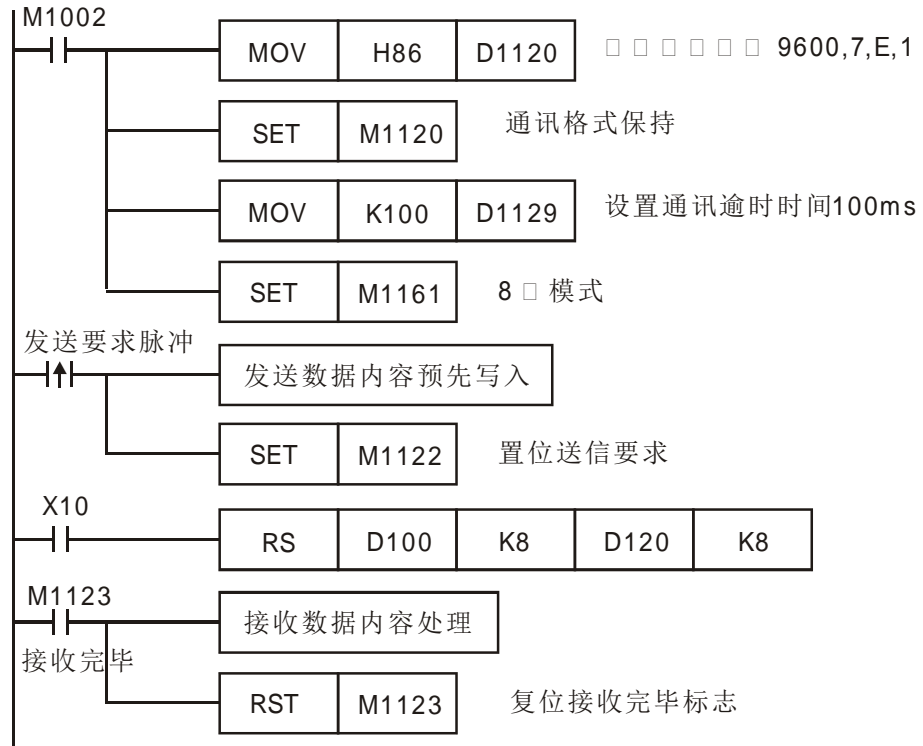 M1002
MOV H86 D1120 □□□□□□ 9600,7,E,1
SET M1120 通讯格式保持
MOV K100 D1129 设置通讯逾时时间100ms
SET M1161 8□模式
发送要求脉冲
发送数据内容预先写入
SET M1122 置位送信要求
X10
RS D100 K8 D120 K8
M1123
接收数据内容处理
接收完毕
RST M1123 复位接收完毕标志